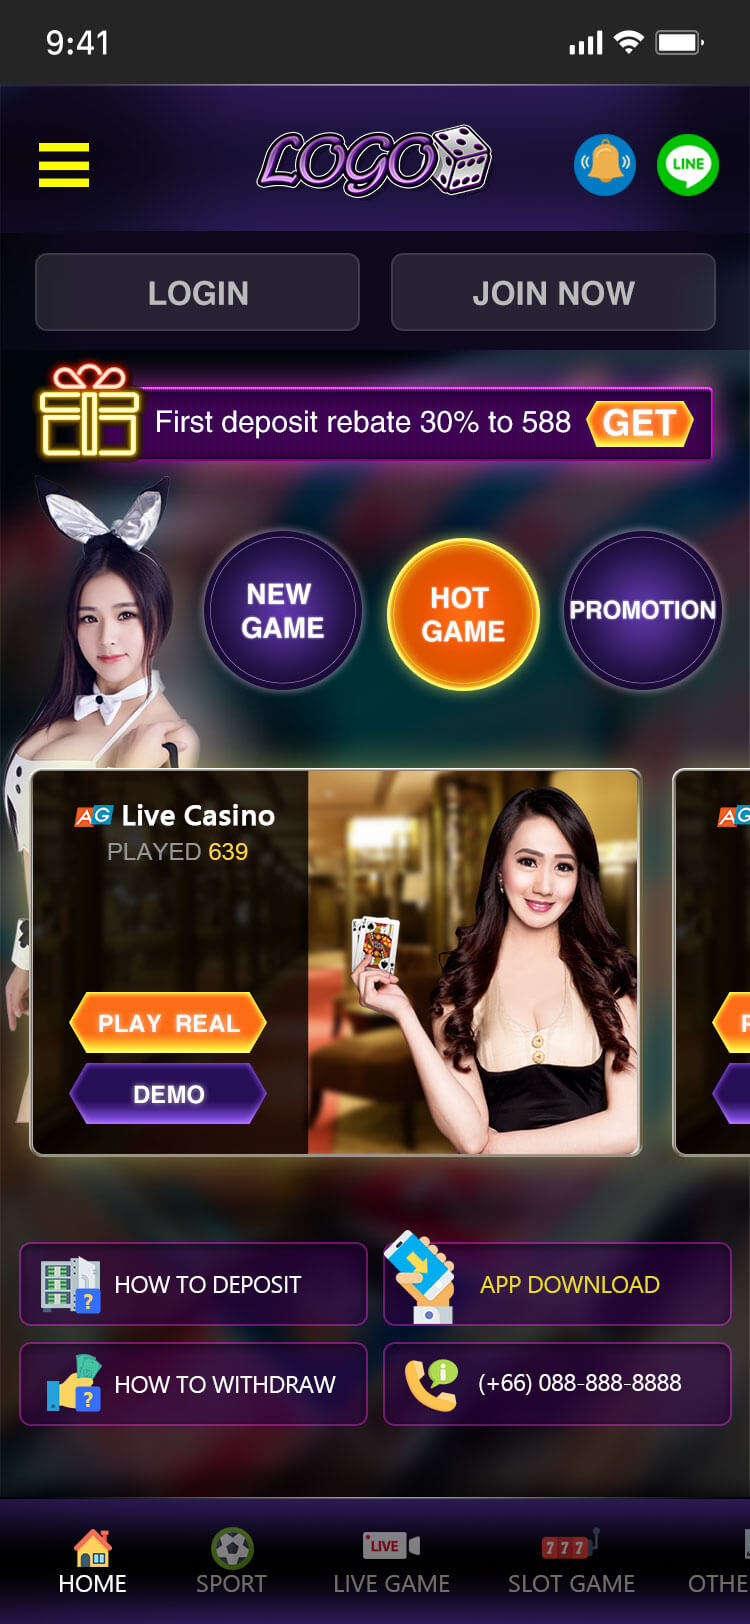 9:41
LOGO
LINE
LOGIN
JOIN NOW
First deposit rebate 30% to 588
GET
NEW
GAME
HOT
GAME
PROMOTION
AG Live Casino
PLAYED 639
PLAY REAL
DEMO
AG
HOW TO DEPOSIT
APP DOWNLOAD
HOW TO WITHDRAW
(+66) 088-888-8888
LIVE
777
HOME
SPORT
LIVE GAME
SLOT GAME
OTHE